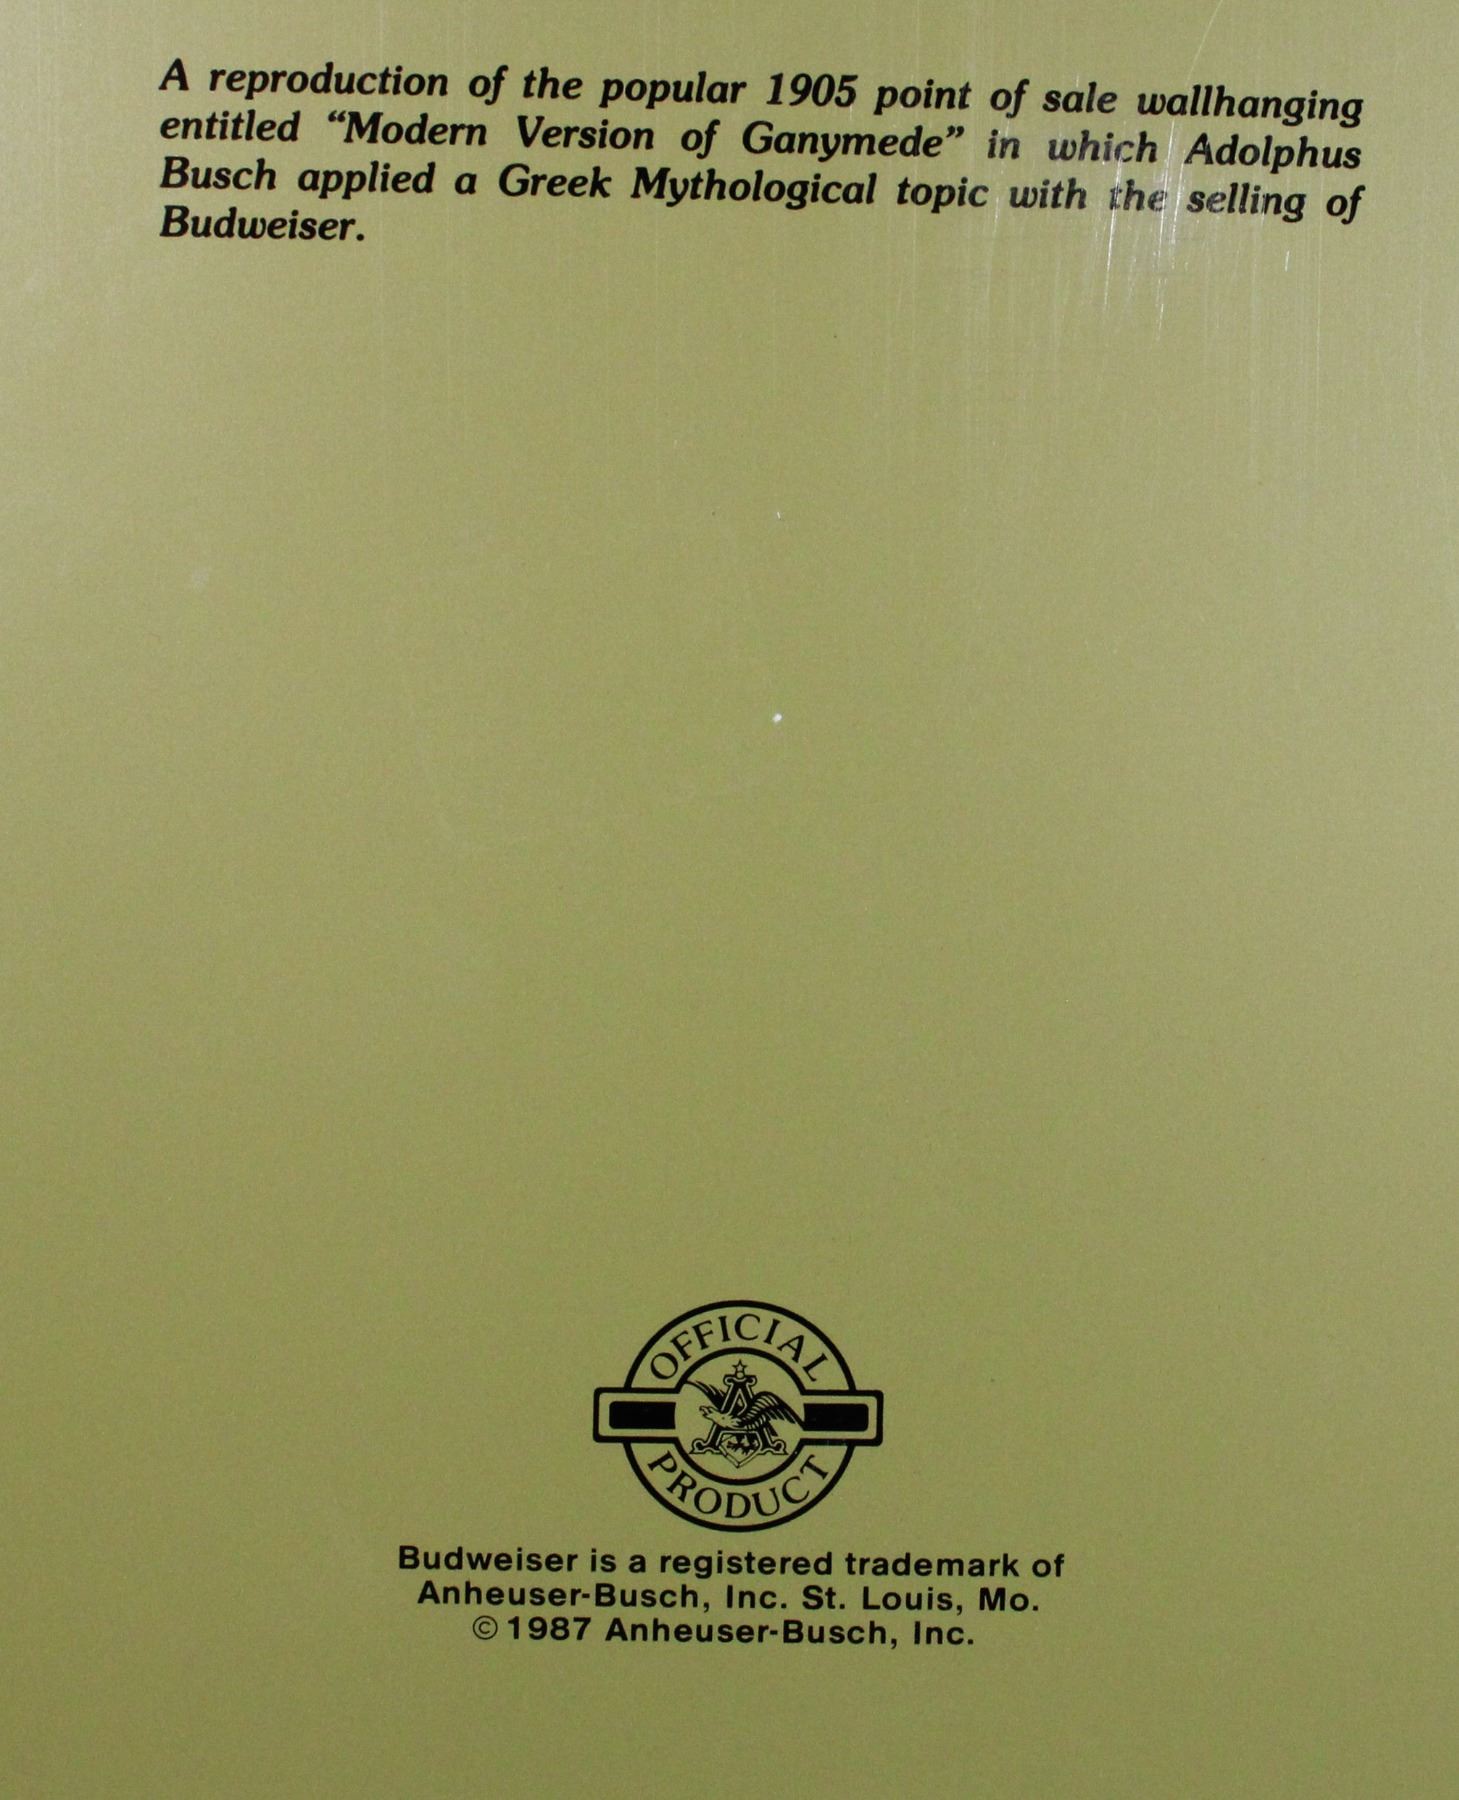 A reproduction of the popular 1905 point of sale wallhanging
entitled “Modern Version of Ganymede” in which Adolphus
Busch applied a Greek Mythological topic with the selling of
Budweiser.
OFFICIAL
A
PRODUCT
Budweiser is a registered trademark of
Anheuser-Busch, Inc. St. Louis, Mo.
© 1987 Anheuser-Busch, Inc.